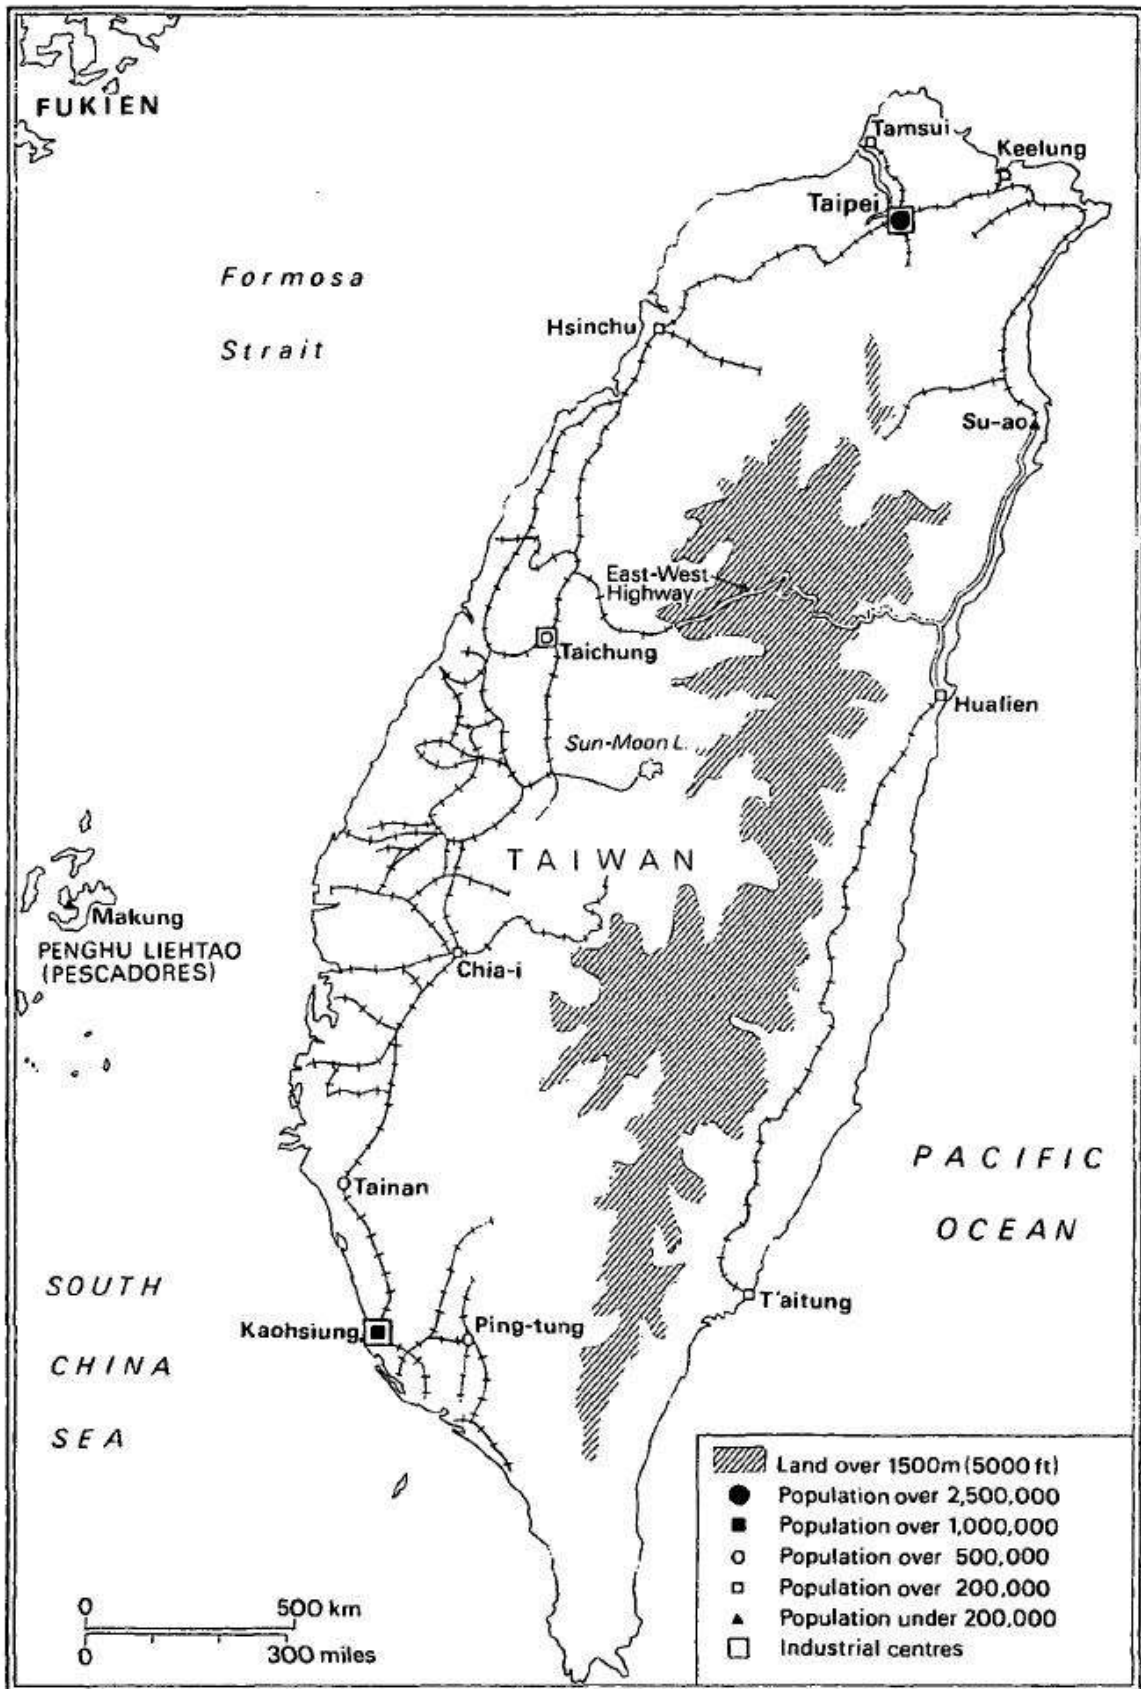 FUKIEN
Tamsui
Keelung
Taipei
Formosa
Strait
Hsinchu
Su-ao
East-West
Highway
Taichung
Hualien
Sun-Moon L.
TAIWAN
Makung
PENGHU LIEHTAO
(PESCADORES)
Chia-i
PACIFIC
OCEAN
Tainan
SOUTH
CHINA
SEA
T'aitung
Kaohsiung
Ping-tung
Land over 1500m (5000 ft)
Population over 2,500,000
Population over 1,000,000
Population over 500,000
Population over 200,000
Population under 200,000
Industrial centres
0 500 km
0 300 miles